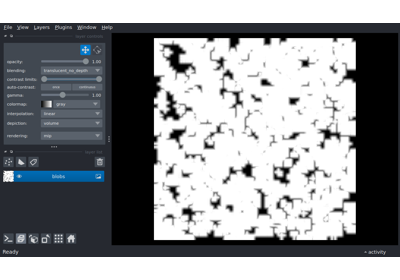 File View Layers Plugins Window Help
opacity: 1.00
blending: translucent_no_depth
contrast limits:
auto-contrast: once continuous
gamma: 1.00
colormap: gray
interpolation: linear
depiction: volume
rendering: mip
blobs
Ready activity